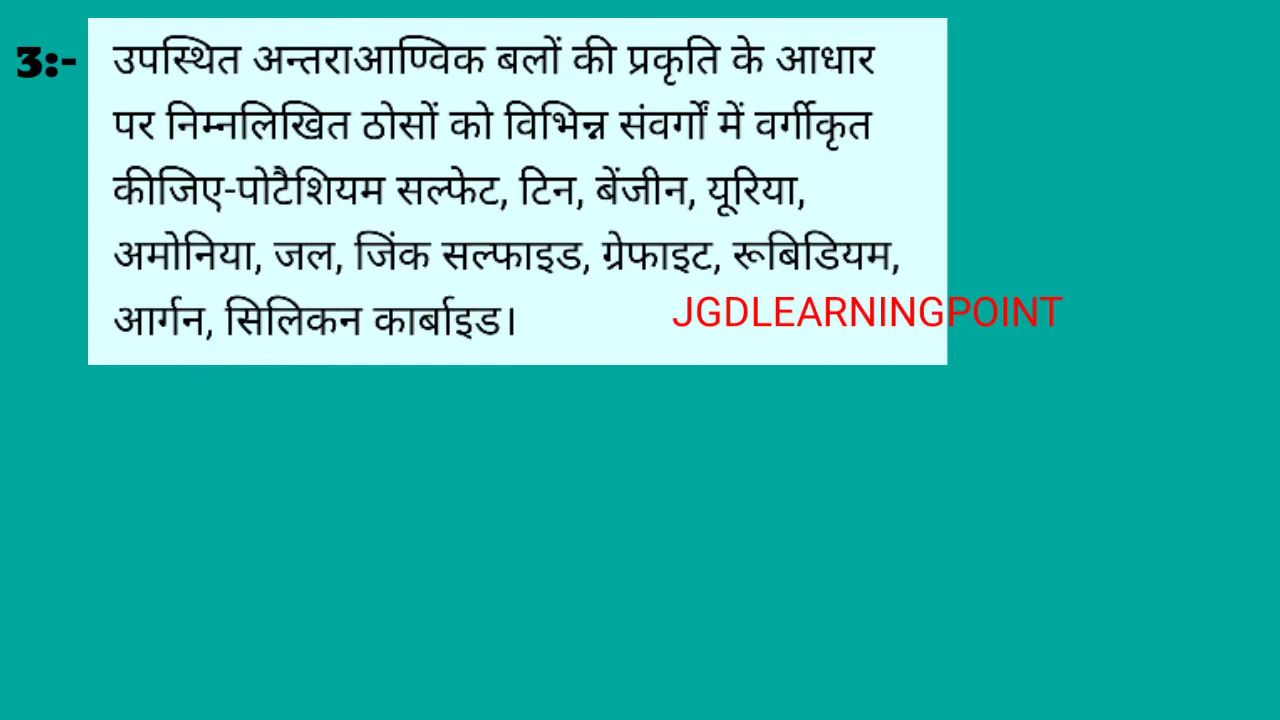 3:- उपस्थित अन्तराआण्विक बलों की प्रकृति के आधार
पर निम्नलिखित ठोसों को विभिन्न संवर्गों में वर्गीकृत
कीजिए-पोटैशियम सल्फेट, टिन, बेंजीन, यूरिया,
अमोनिया, जल, जिंक सल्फाइड, ग्रेफाइट, रूबिडियम,
आर्गन, सिलिकन कार्बाइड।
JGDLEARNINGPOINT